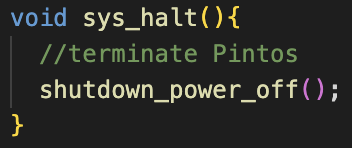 void sys_halt(){
  //terminate Pintos
  shutdown_power_off();
}